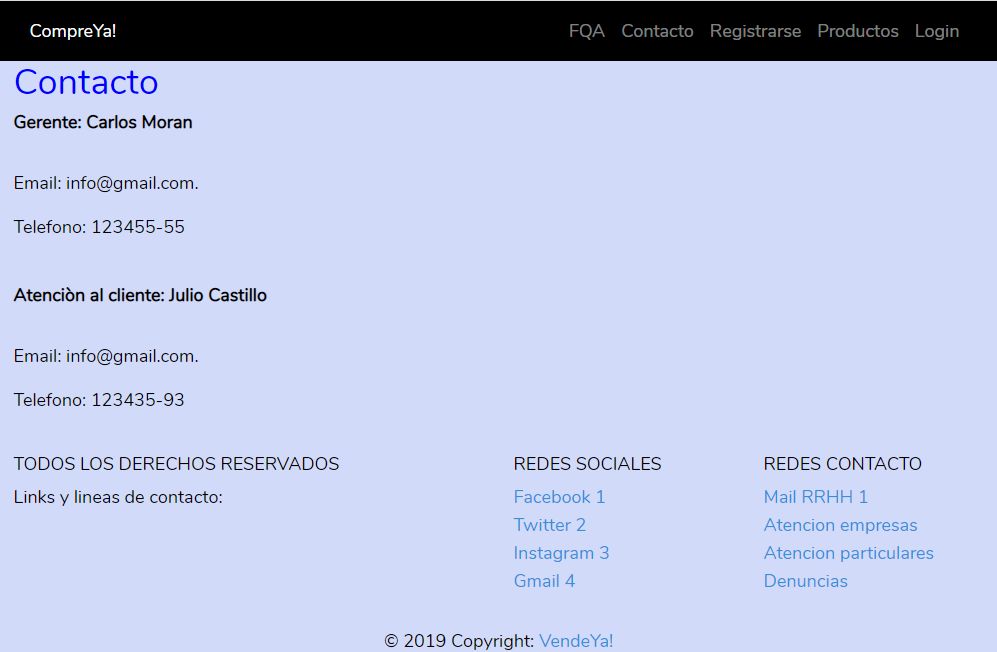 CompreYa!
FQA Contacto Registrarse Productos Login
Contacto
Gerente: Carlos Moran
Email: info@gmail.com.
Telefono: 123455-55
Atenciòn al cliente: Julio Castillo
Email: info@gmail.com.
Telefono: 123435-93
TODOS LOS DERECHOS RESERVADOS
Links y lineas de contacto:
REDES SOCIALES
Facebook 1
Twitter 2
Instagram 3
Gmail 4
REDES CONTACTO
Mail RRHH 1
Atencion empresas
Atencion particulares
Denuncias
© 2019 Copyright: VendeYa!